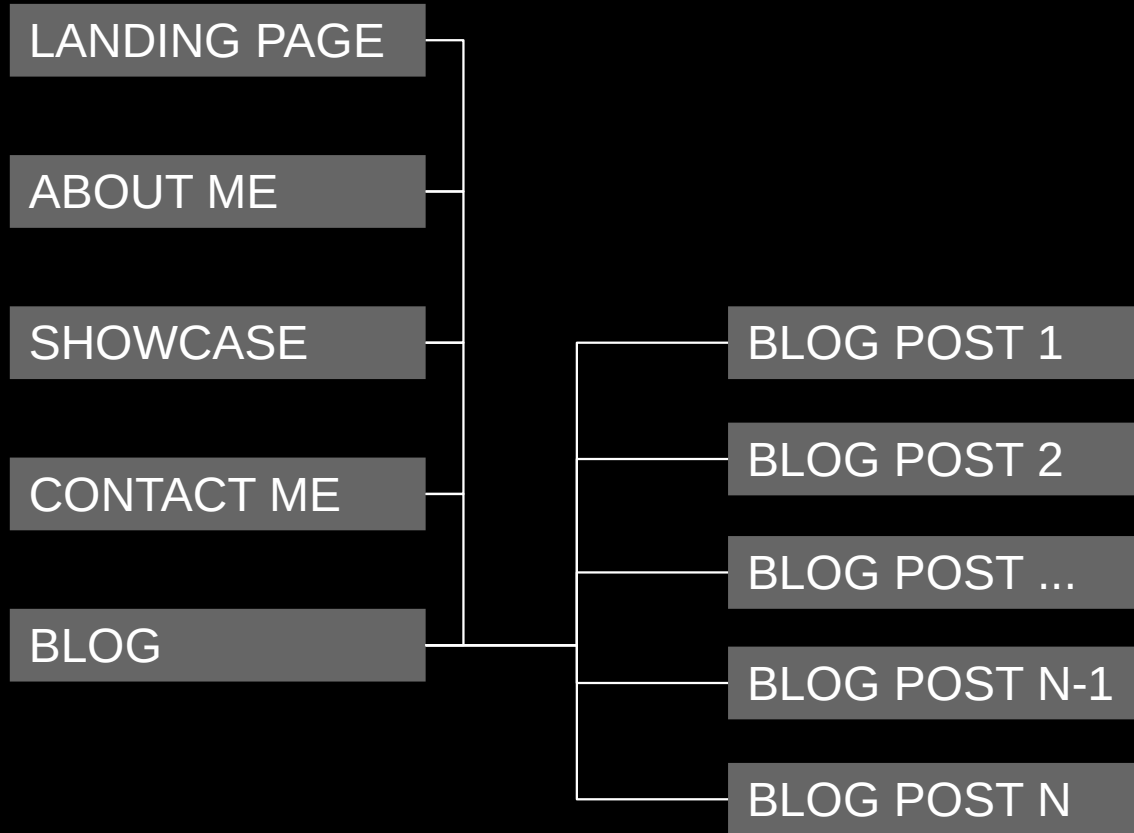 LANDING PAGE
ABOUT ME
SHOWCASE
CONTACT ME
BLOG
BLOG POST 1
BLOG POST 2
BLOG POST ...
BLOG POST N-1
BLOG POST N